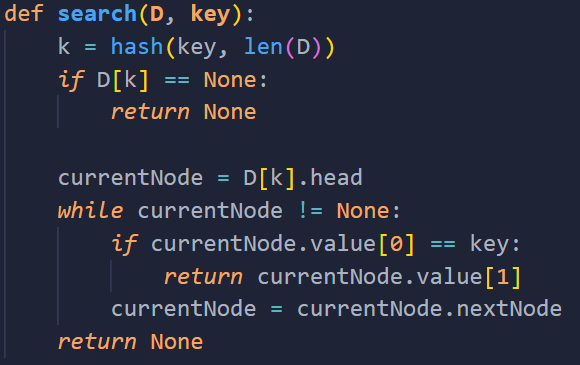 def search(D, key):
    k = hash(key, len(D))
    if D[k] == None:
        return None

    currentNode = D[k].head
    while currentNode != None:
        if currentNode.value[0] == key:
            return currentNode.value[1]
        currentNode = currentNode.nextNode
    return None